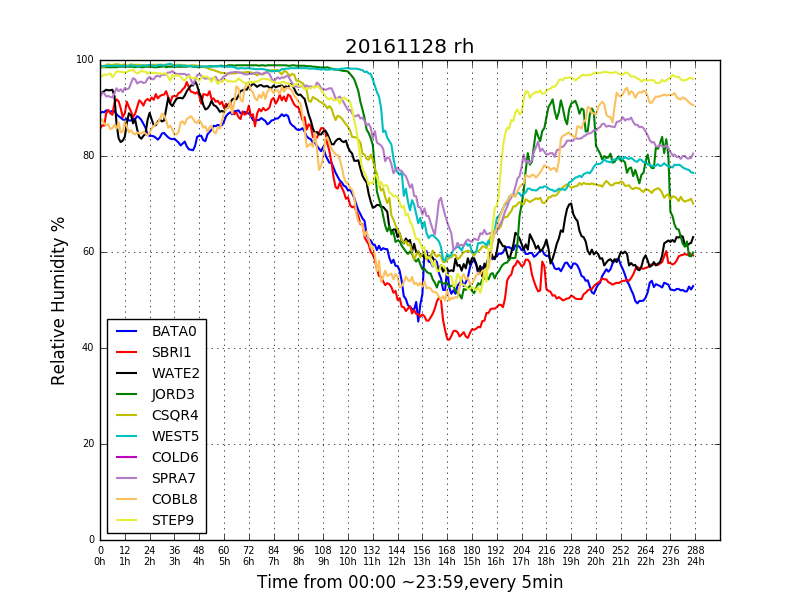 20161128 rh
Relative Humidity %
100
80
60
40
20
0
BATA0
SBRI1
WATE2
JORD3
CSQR4
WEST5
COLD6
SPRA7
COBL8
STEP9
0 12 24 36 48 60 72 84 96 108 120 132 144 156 168 180 192 204 216 228 240 252 264 276 288
0h 1h 2h 3h 4h 5h 6h 7h 8h 9h 10h 11h 12h 13h 14h 15h 16h 17h 18h 19h 20h 21h 22h 23h 24h
Time from 00:00 ~23:59,every 5min